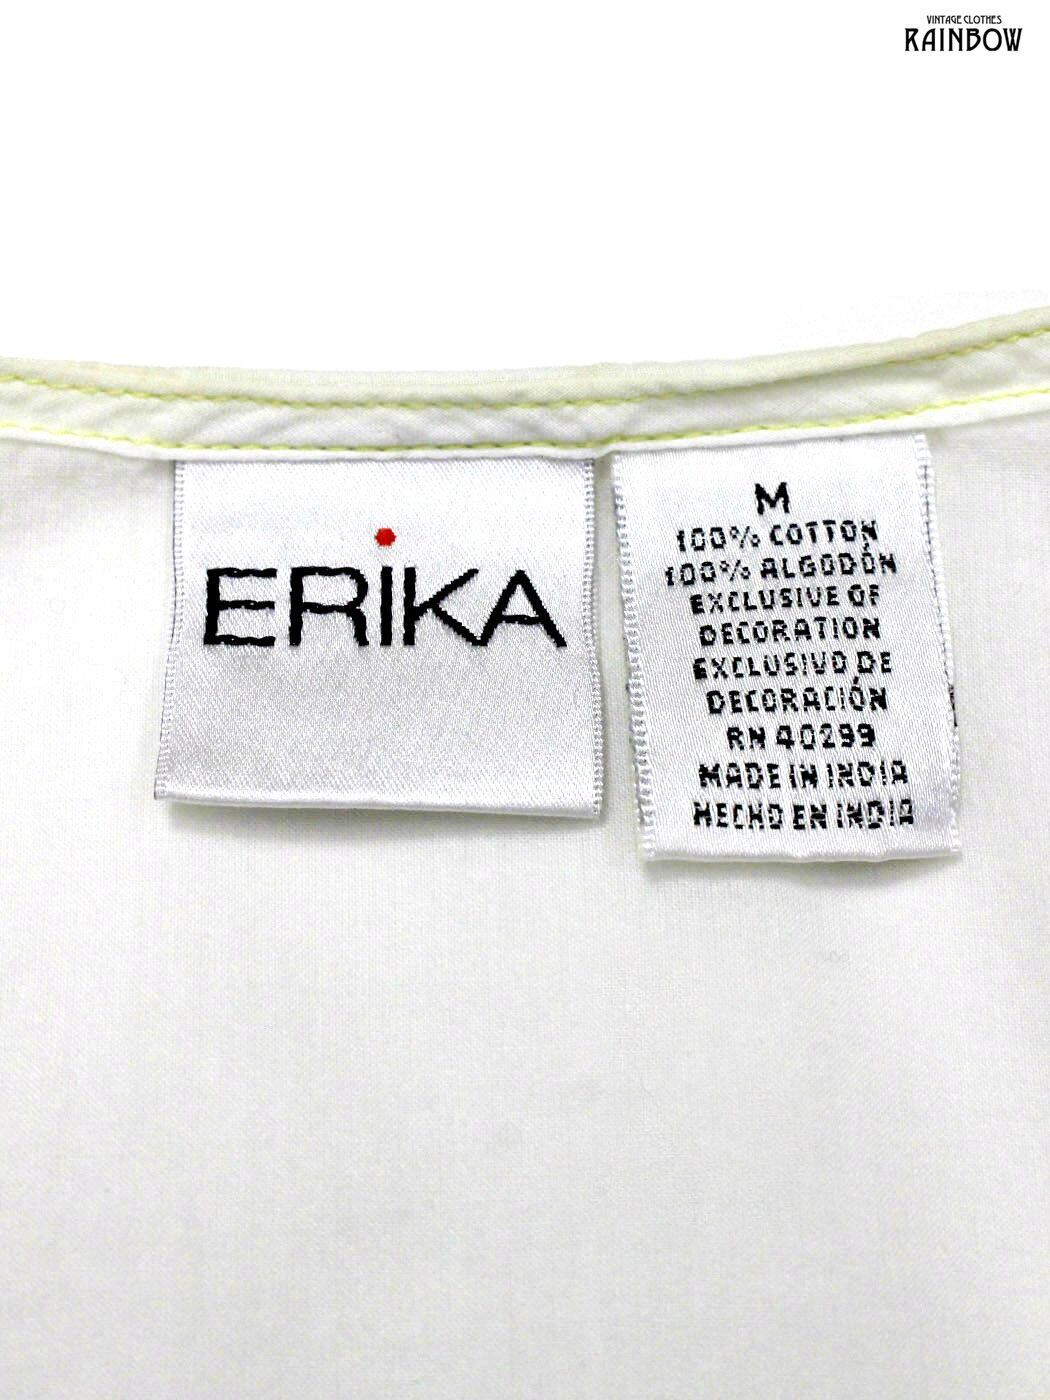 VINTAGE CLOTHES
RAINBOW
ERiKA
M
100% COTTON
100% ALGODÓN
EXCLUSIVE OF
DECORATION
EXCLUSIVO DE
DECORACIÓN
RN 40299
MADE IN INDIA
HECHO EN INDIA